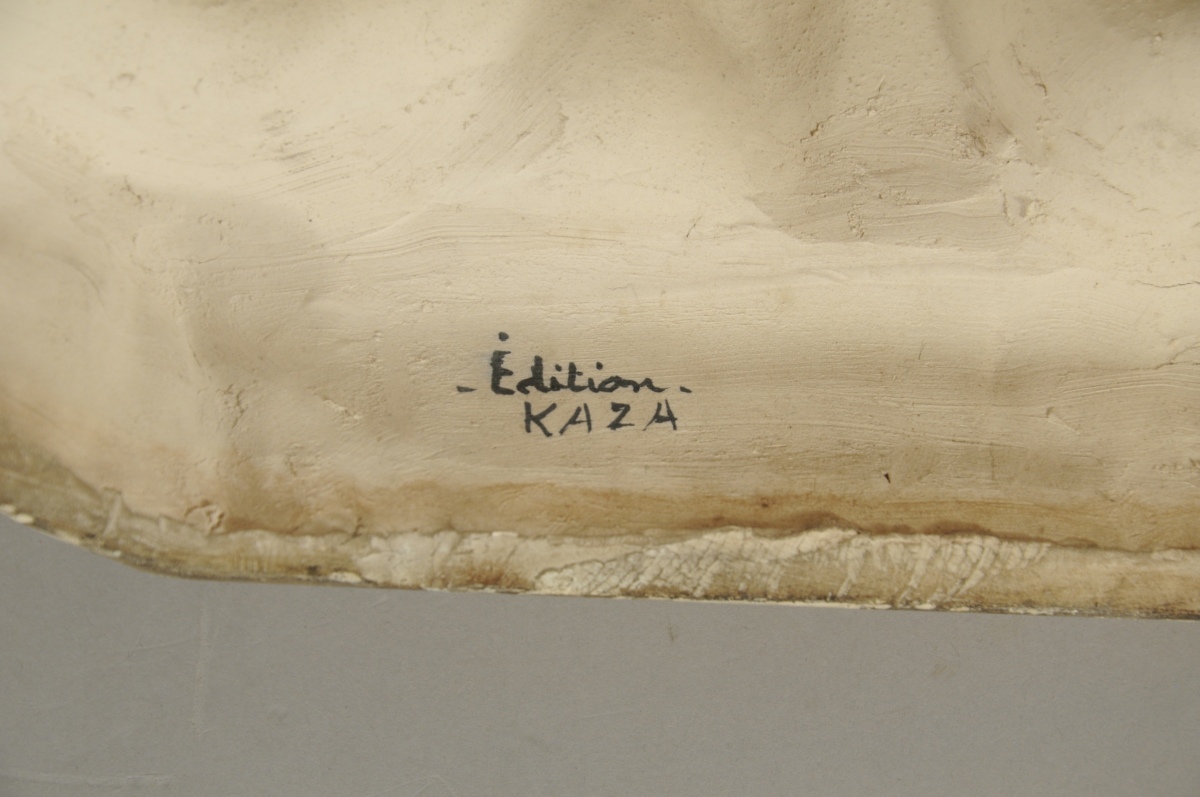 - Édition -
KAZA